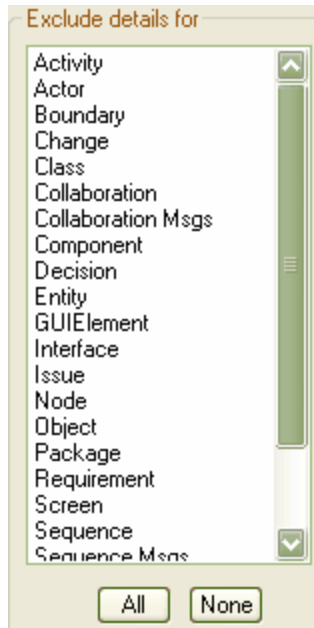 Exclude details for
Activity
Actor
Boundary
Change
Class
Collaboration
Collaboration Msgs
Component
Decision
Entity
GUIElement
Interface
Issue
Node
Object
Package
Requirement
Screen
Sequence
Sequence Msgs
All
None